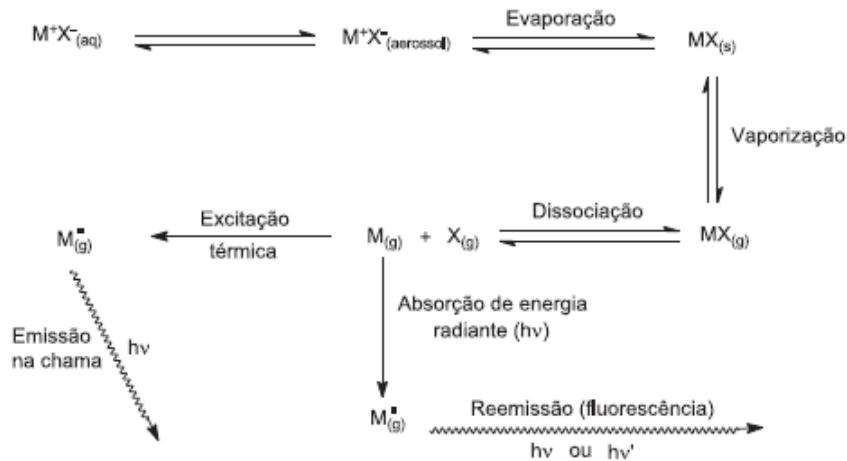 M⁺X⁻(aq) M⁺X⁻(aerossol) Evaporação MX(s)
Vaporização
M(g)* Excitação térmica M(g) + X(g) Dissociação MX(g)
Emissão na chama hν
Absorção de energia radiante (hν)
M(g)* Reemissão (fluorescência)
hν ou hν'